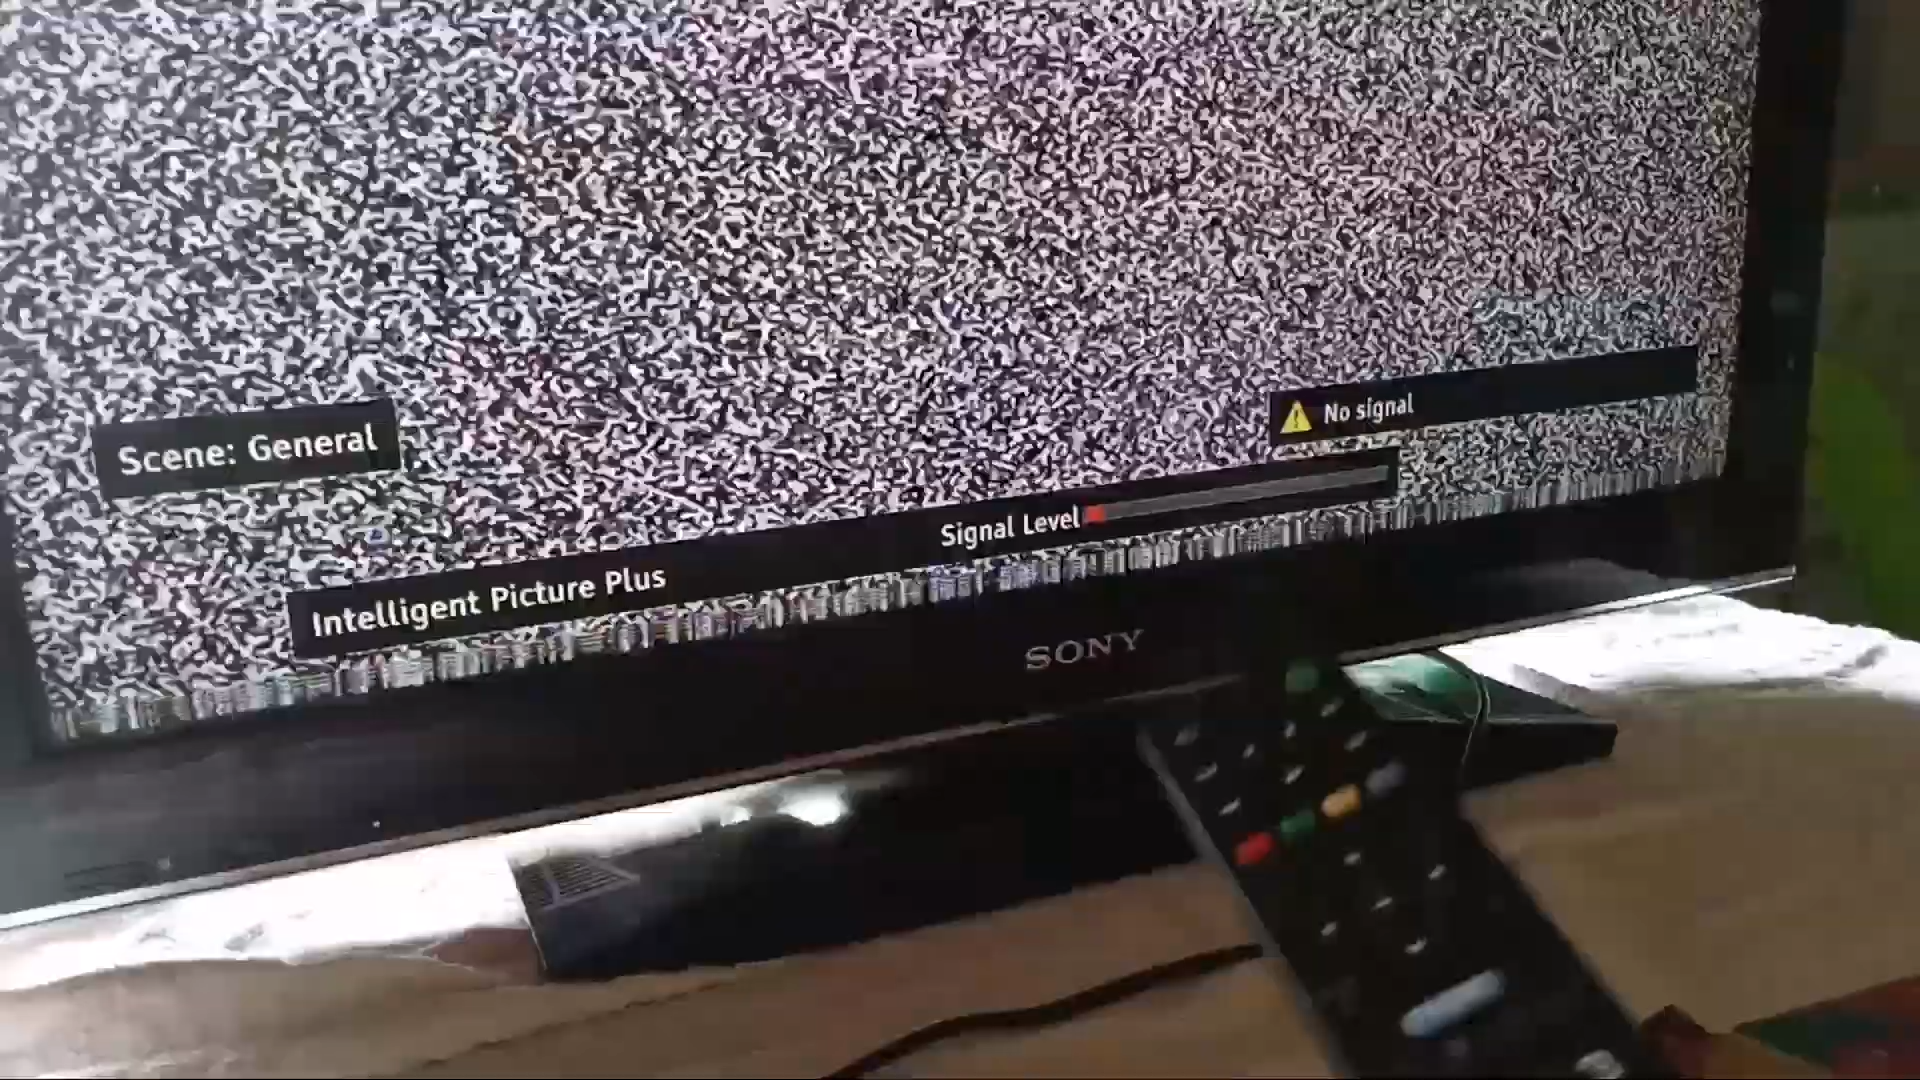 Scene: General
No signal
Signal Level
Intelligent Picture Plus
SONY